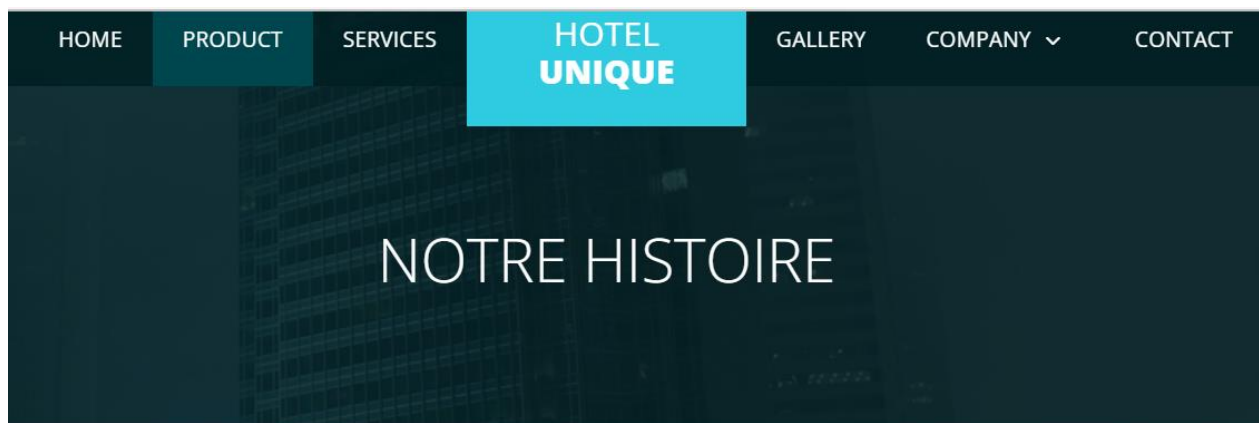 HOME PRODUCT SERVICES HOTEL GALLERY COMPANY CONTACT
UNIQUE
NOTRE HISTOIRE